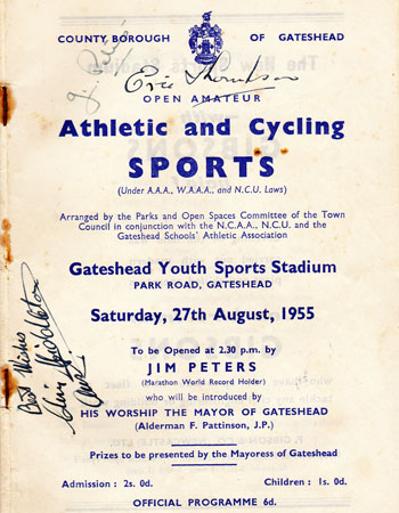 COUNTY BOROUGH OF GATESHEAD
Eric Thompson
OPEN AMATEUR
Athletic and Cycling
SPORTS
(Under A.A.A., W.A.A.A., and N.C.U. Laws)
Arranged by the Parks and Open Spaces Committee of the Town
Council in conjunction with the N.C.A.A., N.C.U. and the
Gateshead Schools' Athletic Association
Gateshead Youth Sports Stadium
PARK ROAD, GATESHEAD
Saturday, 27th August, 1955
Best Wishes
To be Opened at 2.30 p.m. by
JIM PETERS
(Marathon World Record Holder)
who will be introduced by
HIS WORSHIP THE MAYOR OF GATESHEAD
(Alderman F. Pattinson, J.P.)
Prizes to be presented by the Mayoress of Gateshead
Admission : 2s. 0d. Children : 1s. 0d.
OFFICIAL PROGRAMME 6d.